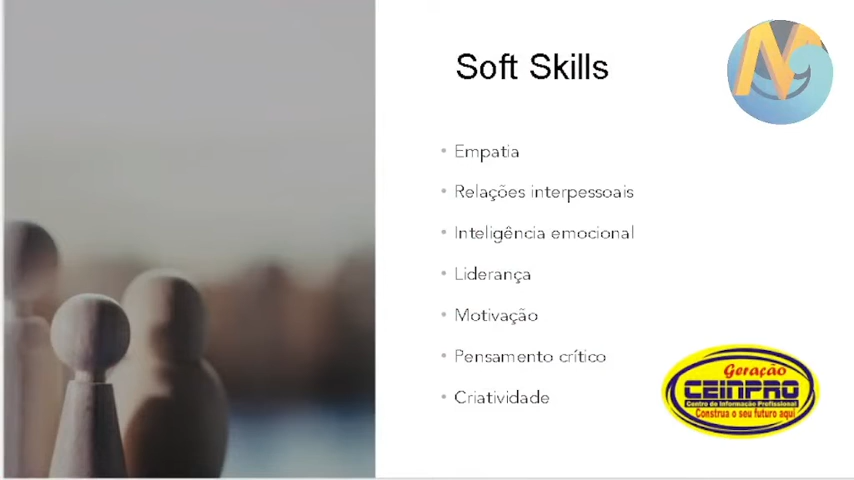 Soft Skills
• Empatia
• Relações interpessoais
• Inteligência emocional
• Liderança
• Motivação
• Pensamento crítico
• Criatividade
Geração
CEINPRO
Centro de Informação Profissional
Construa o seu futuro aqui